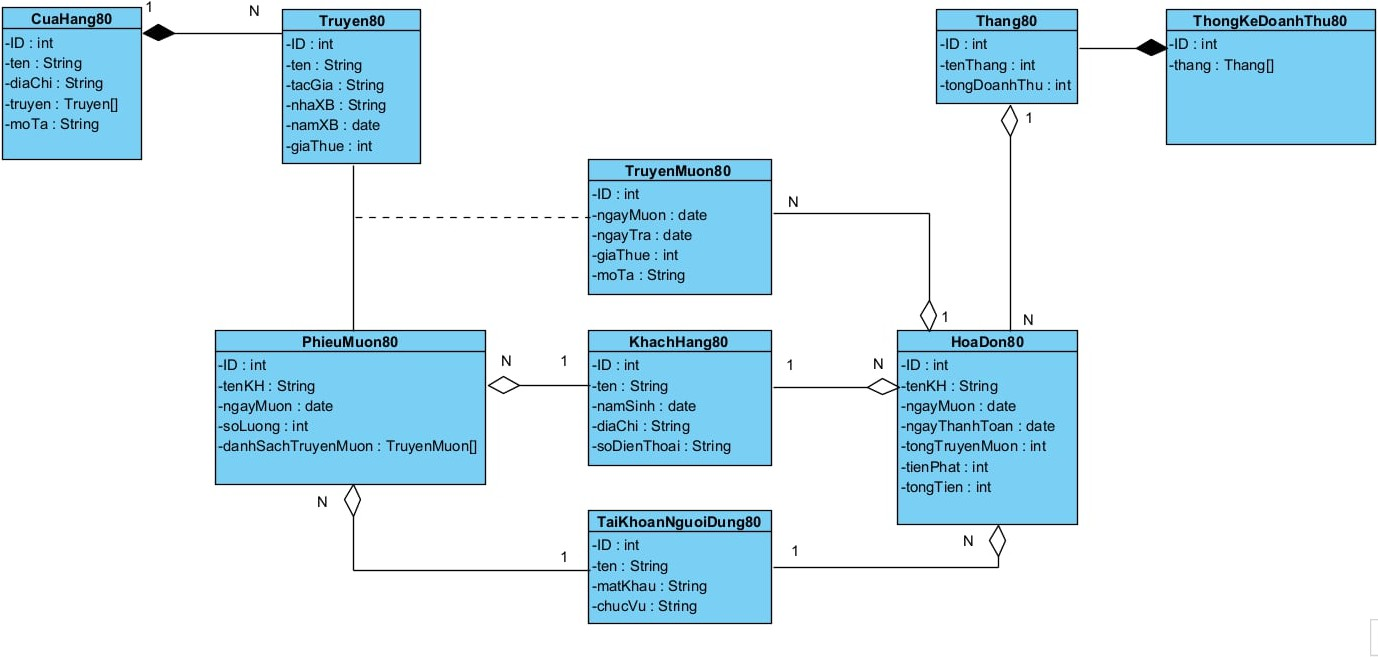 CuaHang80
-ID : int
-ten : String
-diaChi : String
-truyen : Truyen[]
-moTa : String
1
N
Truyen80
-ID : int
-ten : String
-tacGia : String
-nhaXB : String
-namXB : date
-giaThue : int
Thang80
-ID : int
-tenThang : int
-tongDoanhThu : int
ThongKeDoanhThu80
-ID : int
-thang : Thang[]
1
N
TruyenMuon80
-ID : int
-ngayMuon : date
-ngayTra : date
-giaThue : int
-moTa : String
N
1
PhieuMuon80
-ID : int
-tenKH : String
-ngayMuon : date
-soLuong : int
-danhSachTruyenMuon : TruyenMuon[]
N
1
KhachHang80
-ID : int
-ten : String
-namSinh : date
-diaChi : String
-soDienThoai : String
1
N
HoaDon80
-ID : int
-tenKH : String
-ngayMuon : date
-ngayThanhToan : date
-tongTruyenMuon : int
-tienPhat : int
-tongTien : int
N
1
TaiKhoanNguoiDung80
-ID : int
-ten : String
-matKhau : String
-chucVu : String
1
N